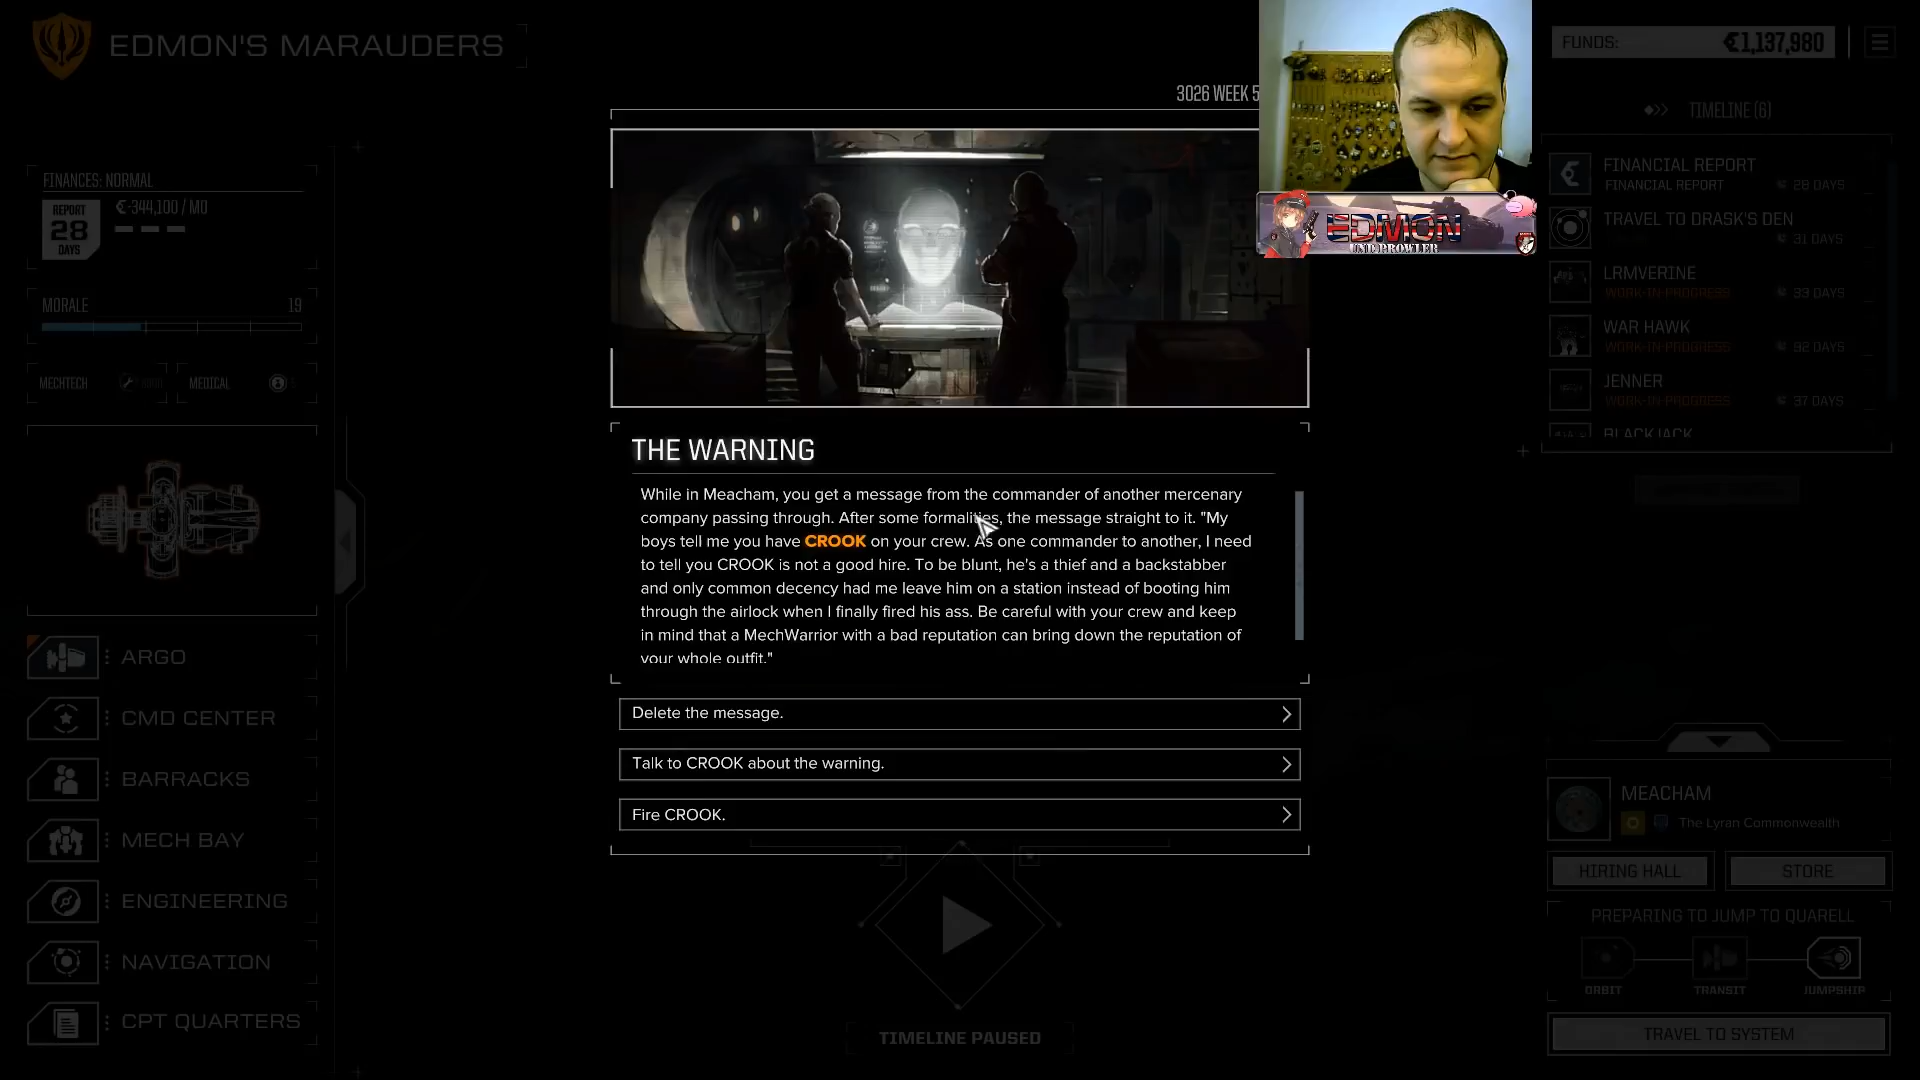 EDMON'S MARAUDERS
FUNDS: €1,137,980
3026 WEEK 5
TIMELINE (6)
FINANCES: NORMAL
REPORT
28
DAYS
€-344,100 / MO
MORALE 19
MECHTECH
MEDICAL
FINANCIAL REPORT
FINANCIAL REPORT 28 DAYS
TRAVEL TO DRASK'S DEN
31 DAYS
LRMVERINE
WORK-IN-PROGRESS 33 DAYS
WAR HAWK
WORK-IN-PROGRESS 92 DAYS
JENNER
WORK-IN-PROGRESS 37 DAYS
BLACKJACK
EDMON
THE WARNING
While in Meacham, you get a message from the commander of another mercenary
company passing through. After some formalities, the message straight to it. "My
boys tell me you have CROOK on your crew. As one commander to another, I need
to tell you CROOK is not a good hire. To be blunt, he's a thief and a backstabber
and only common decency had me leave him on a station instead of booting him
through the airlock when I finally fired his ass. Be careful with your crew and keep
in mind that a MechWarrior with a bad reputation can bring down the reputation of
your whole outfit."
Delete the message.
Talk to CROOK about the warning.
Fire CROOK.
ARGO
CMD CENTER
BARRACKS
MECH BAY
ENGINEERING
NAVIGATION
CPT QUARTERS
TIMELINE PAUSED
MEACHAM
The Lyran Commonwealth
HIRING HALL
STORE
PREPARING TO JUMP TO QUARELL
ORBIT
TRANSIT
JUMPSHIP
TRAVEL TO SYSTEM